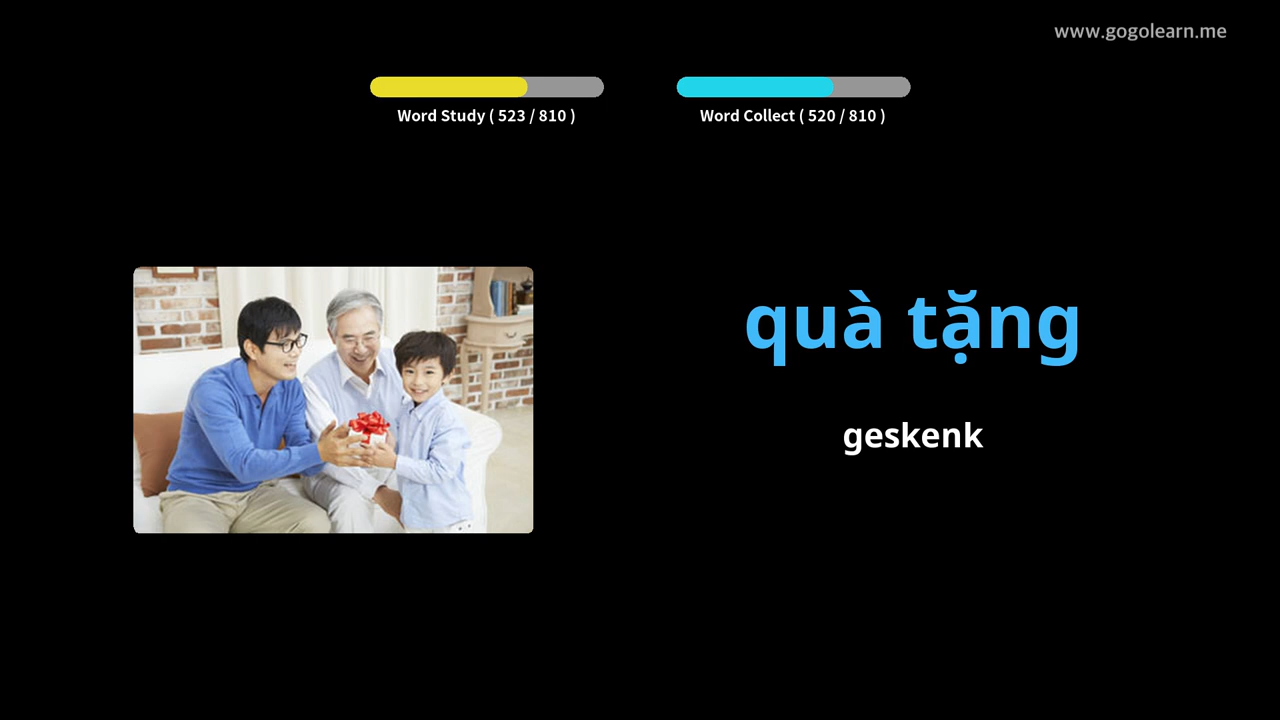 www.gogolearn.me
Word Study ( 523 / 810 )
Word Collect ( 520 / 810 )
quà tặng
geskenk